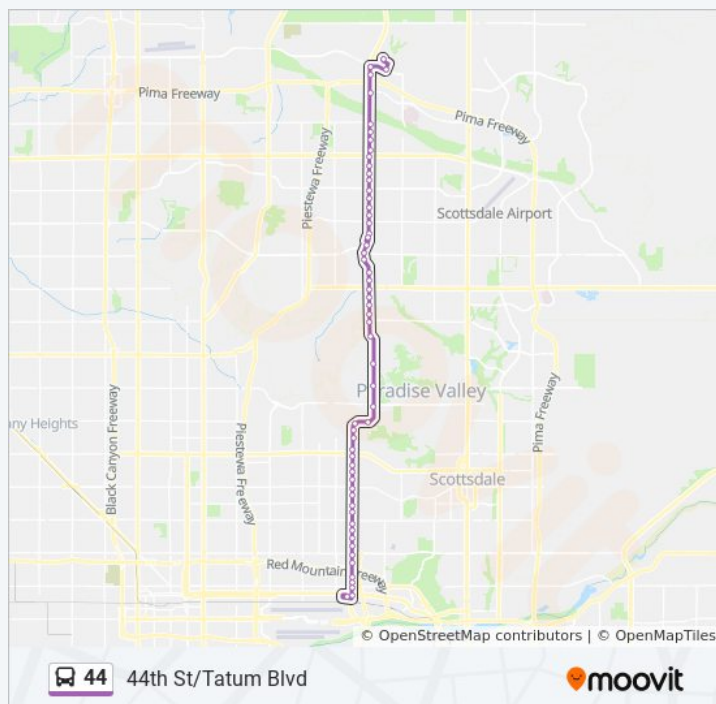 Pima Freeway
Pima Freeway
Piestewa Freeway
Scottsdale Airport
Paradise Valley
any Heights
Black Canyon Freeway
Piestewa Freeway
Pima Freeway
Scottsdale
Red Mountain Freeway
© OpenStreetMap contributors | © OpenMapTiles
44 44th St/Tatum Blvd
moovit